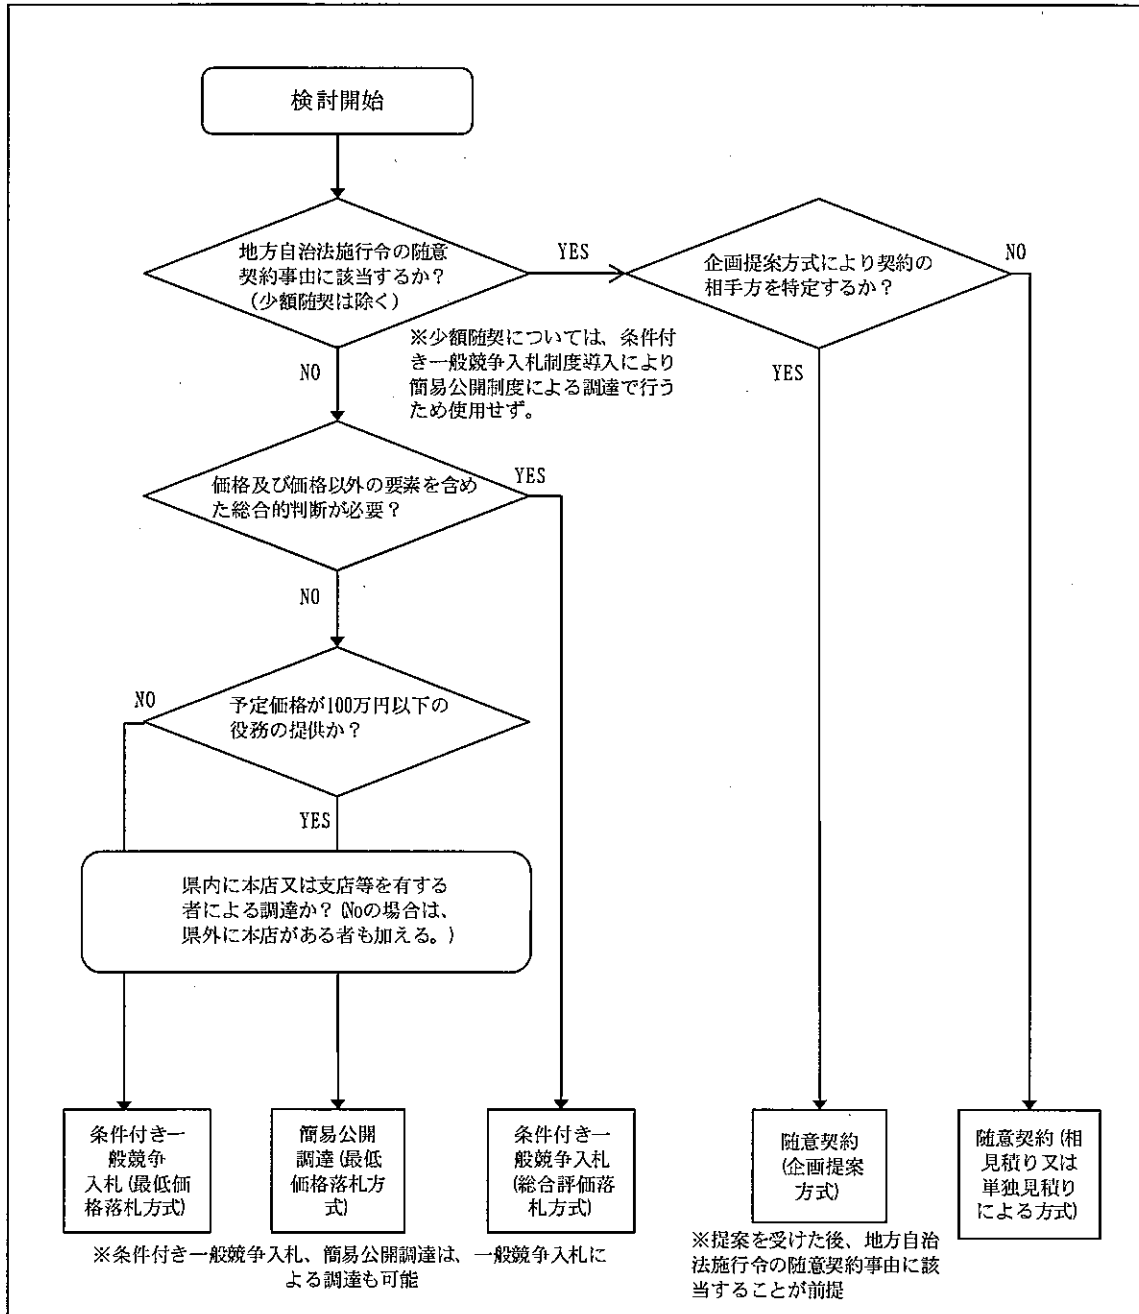 検討開始
地方自治法施行令の随意
契約事由に該当するか？
（少額随契は除く）
YES
企画提案方式により契約の
相手方を特定するか？
NO
※少額随契については、条件付
き一般競争入札制度導入により
簡易公開制度による調達で行う
ため使用せず。
NO
YES
価格及び価格以外の要素を含め
た総合的判断が必要？
YES
NO
予定価格が100万円以下の
役務の提供か？
NO
YES
県内に本店又は支店等を有する
者による調達か？(Noの場合は、
県外に本店がある者も加える。)
条件付き一
般競争
入札(最低価
格落札方式)
簡易公開
調達(最低
価格落札方
式)
条件付き一
般競争入札
(総合評価落
札方式)
随意契約
(企画提案
方式)
随意契約(相
見積り又は
単独見積り
による方式)
※条件付き一般競争入札、簡易公開調達は、一般競争入札に
よる調達も可能
※提案を受けた後、地方自治
法施行令の随意契約事由に該
当することが前提